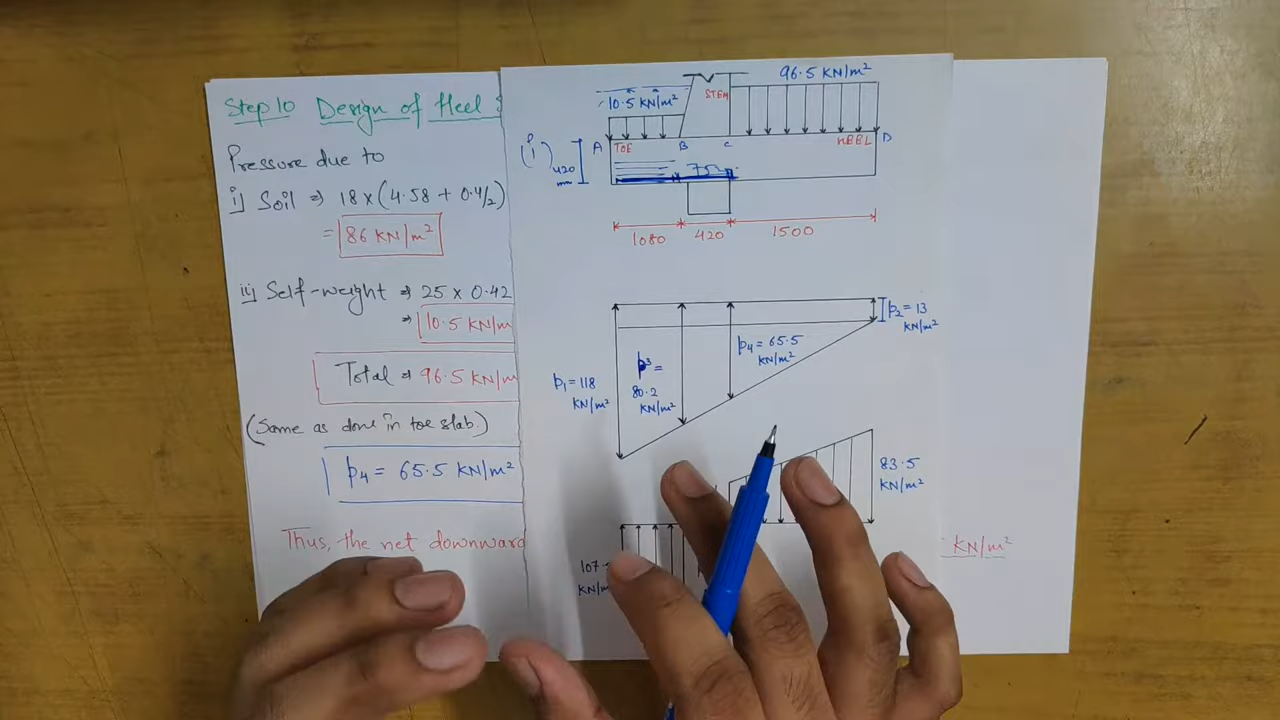 Step 10 Design of Heel
Pressure due to
i] Soil ⇒ 18 x (4.58 + 0.4/2)
= 86 KN/m²
ii] Self-weight ⇒ 25 x 0.42
⇒ 10.5 KN/m
Total ⇒ 96.5 KN/m
(Same as done in toe slab.)
p4 = 65.5 KN/m²
Thus, the net downward
KN/m²
96.5 KN/m²
10.5 KN/m²
STEM
(i)
A
TOE
B
C
HEEL
D
420
mm
75
1080
420
1500
p1 = 118
KN/m²
p3 =
80.2
KN/m²
p4 = 65.5
KN/m²
p2 = 13
KN/m²
83.5
KN/m²
107.
KN/m